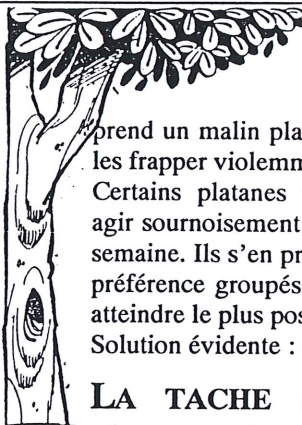 prend un malin pla
les frapper violemm
Certains platanes
agir sournoisement
semaine. Ils s'en pr
préférence groupés
atteindre le plus pos
Solution évidente :
LA TACHE